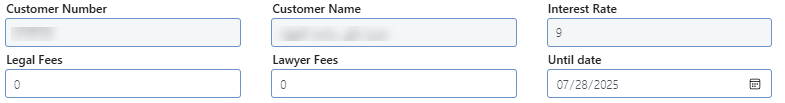 Customer Number Customer Name Interest Rate
9
Legal Fees Lawyer Fees Until date
0 0 07/28/2025